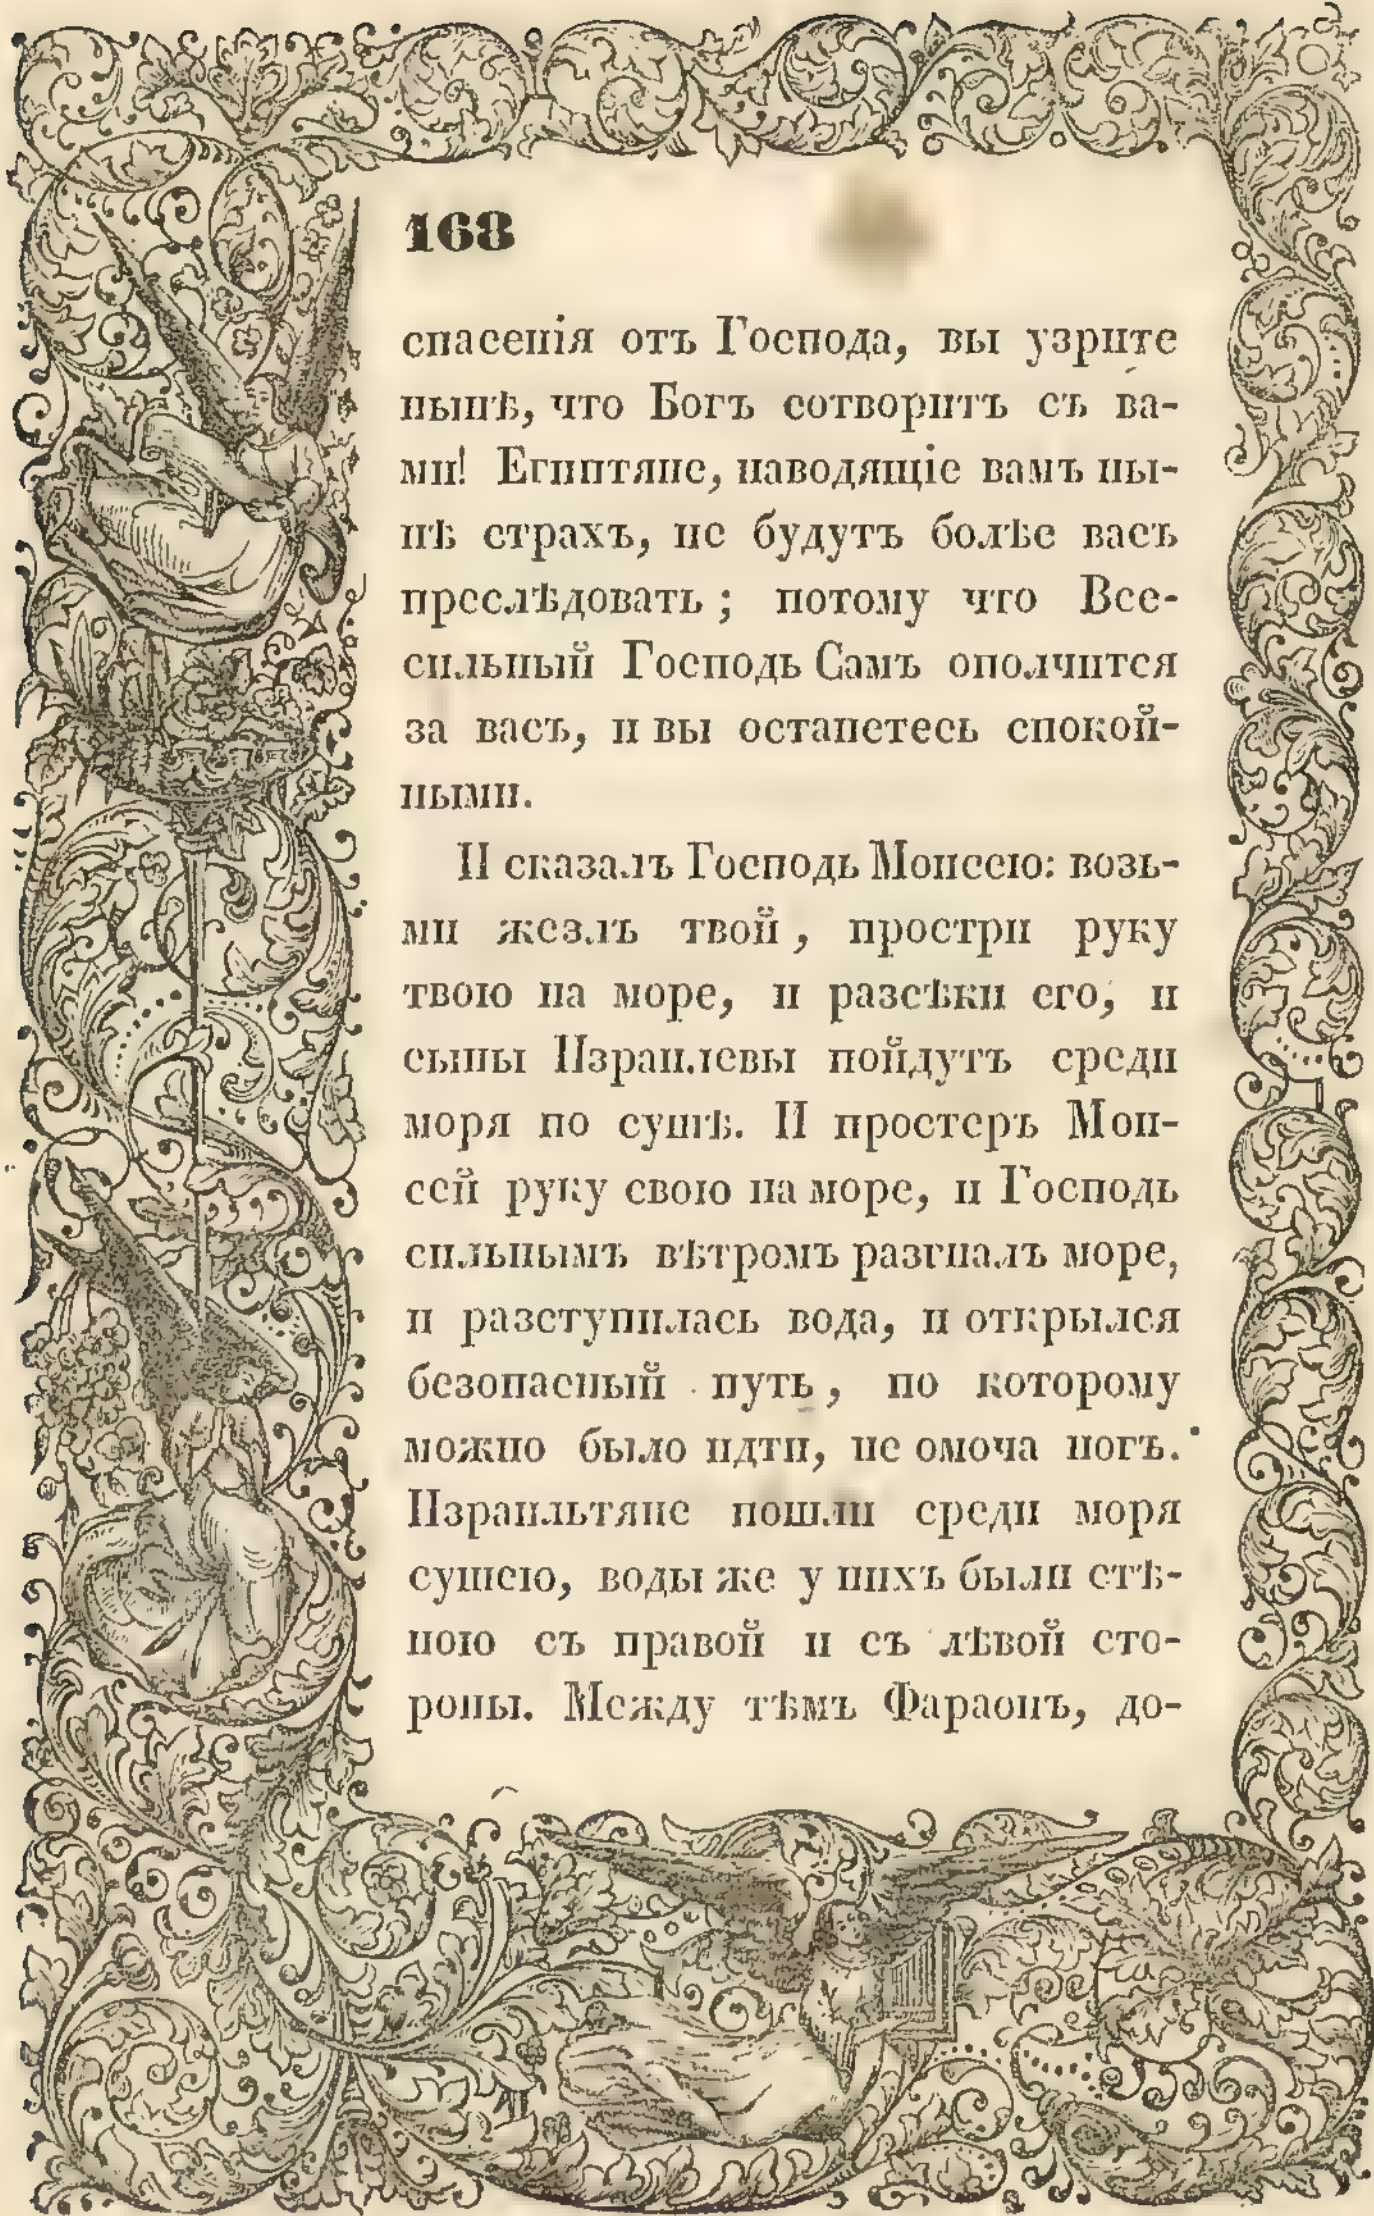 168
спасенія отъ Господа, вы узрите
нынѣ, что Богъ сотворитъ съ ва-
ми! Египтяне, наводящіе вамъ ны-
нѣ страхъ, не будутъ болѣе васъ
преслѣдовать; потому что Все-
сильный Господь Самъ ополчится
за васъ, и вы останетесь спокой-
ными.
И сказалъ Господь Моисею: возь-
ми жезлъ твой, простри руку
твою на море, и разсѣки его, и
сыны Израилевы пойдутъ среди
моря по сушѣ. И простеръ Мои-
сей руку свою на море, и Господь
сильнымъ вѣтромъ разгналъ море,
и разступилась вода, и открылся
безопасный путь, по которому
можно было идти, не омоча ногъ.
Израильтяне пошли среди моря
сушею, воды же у нихъ были стѣ-
ною съ правой и съ лѣвой сто-
роны. Между тѣмъ Фараонъ, до-